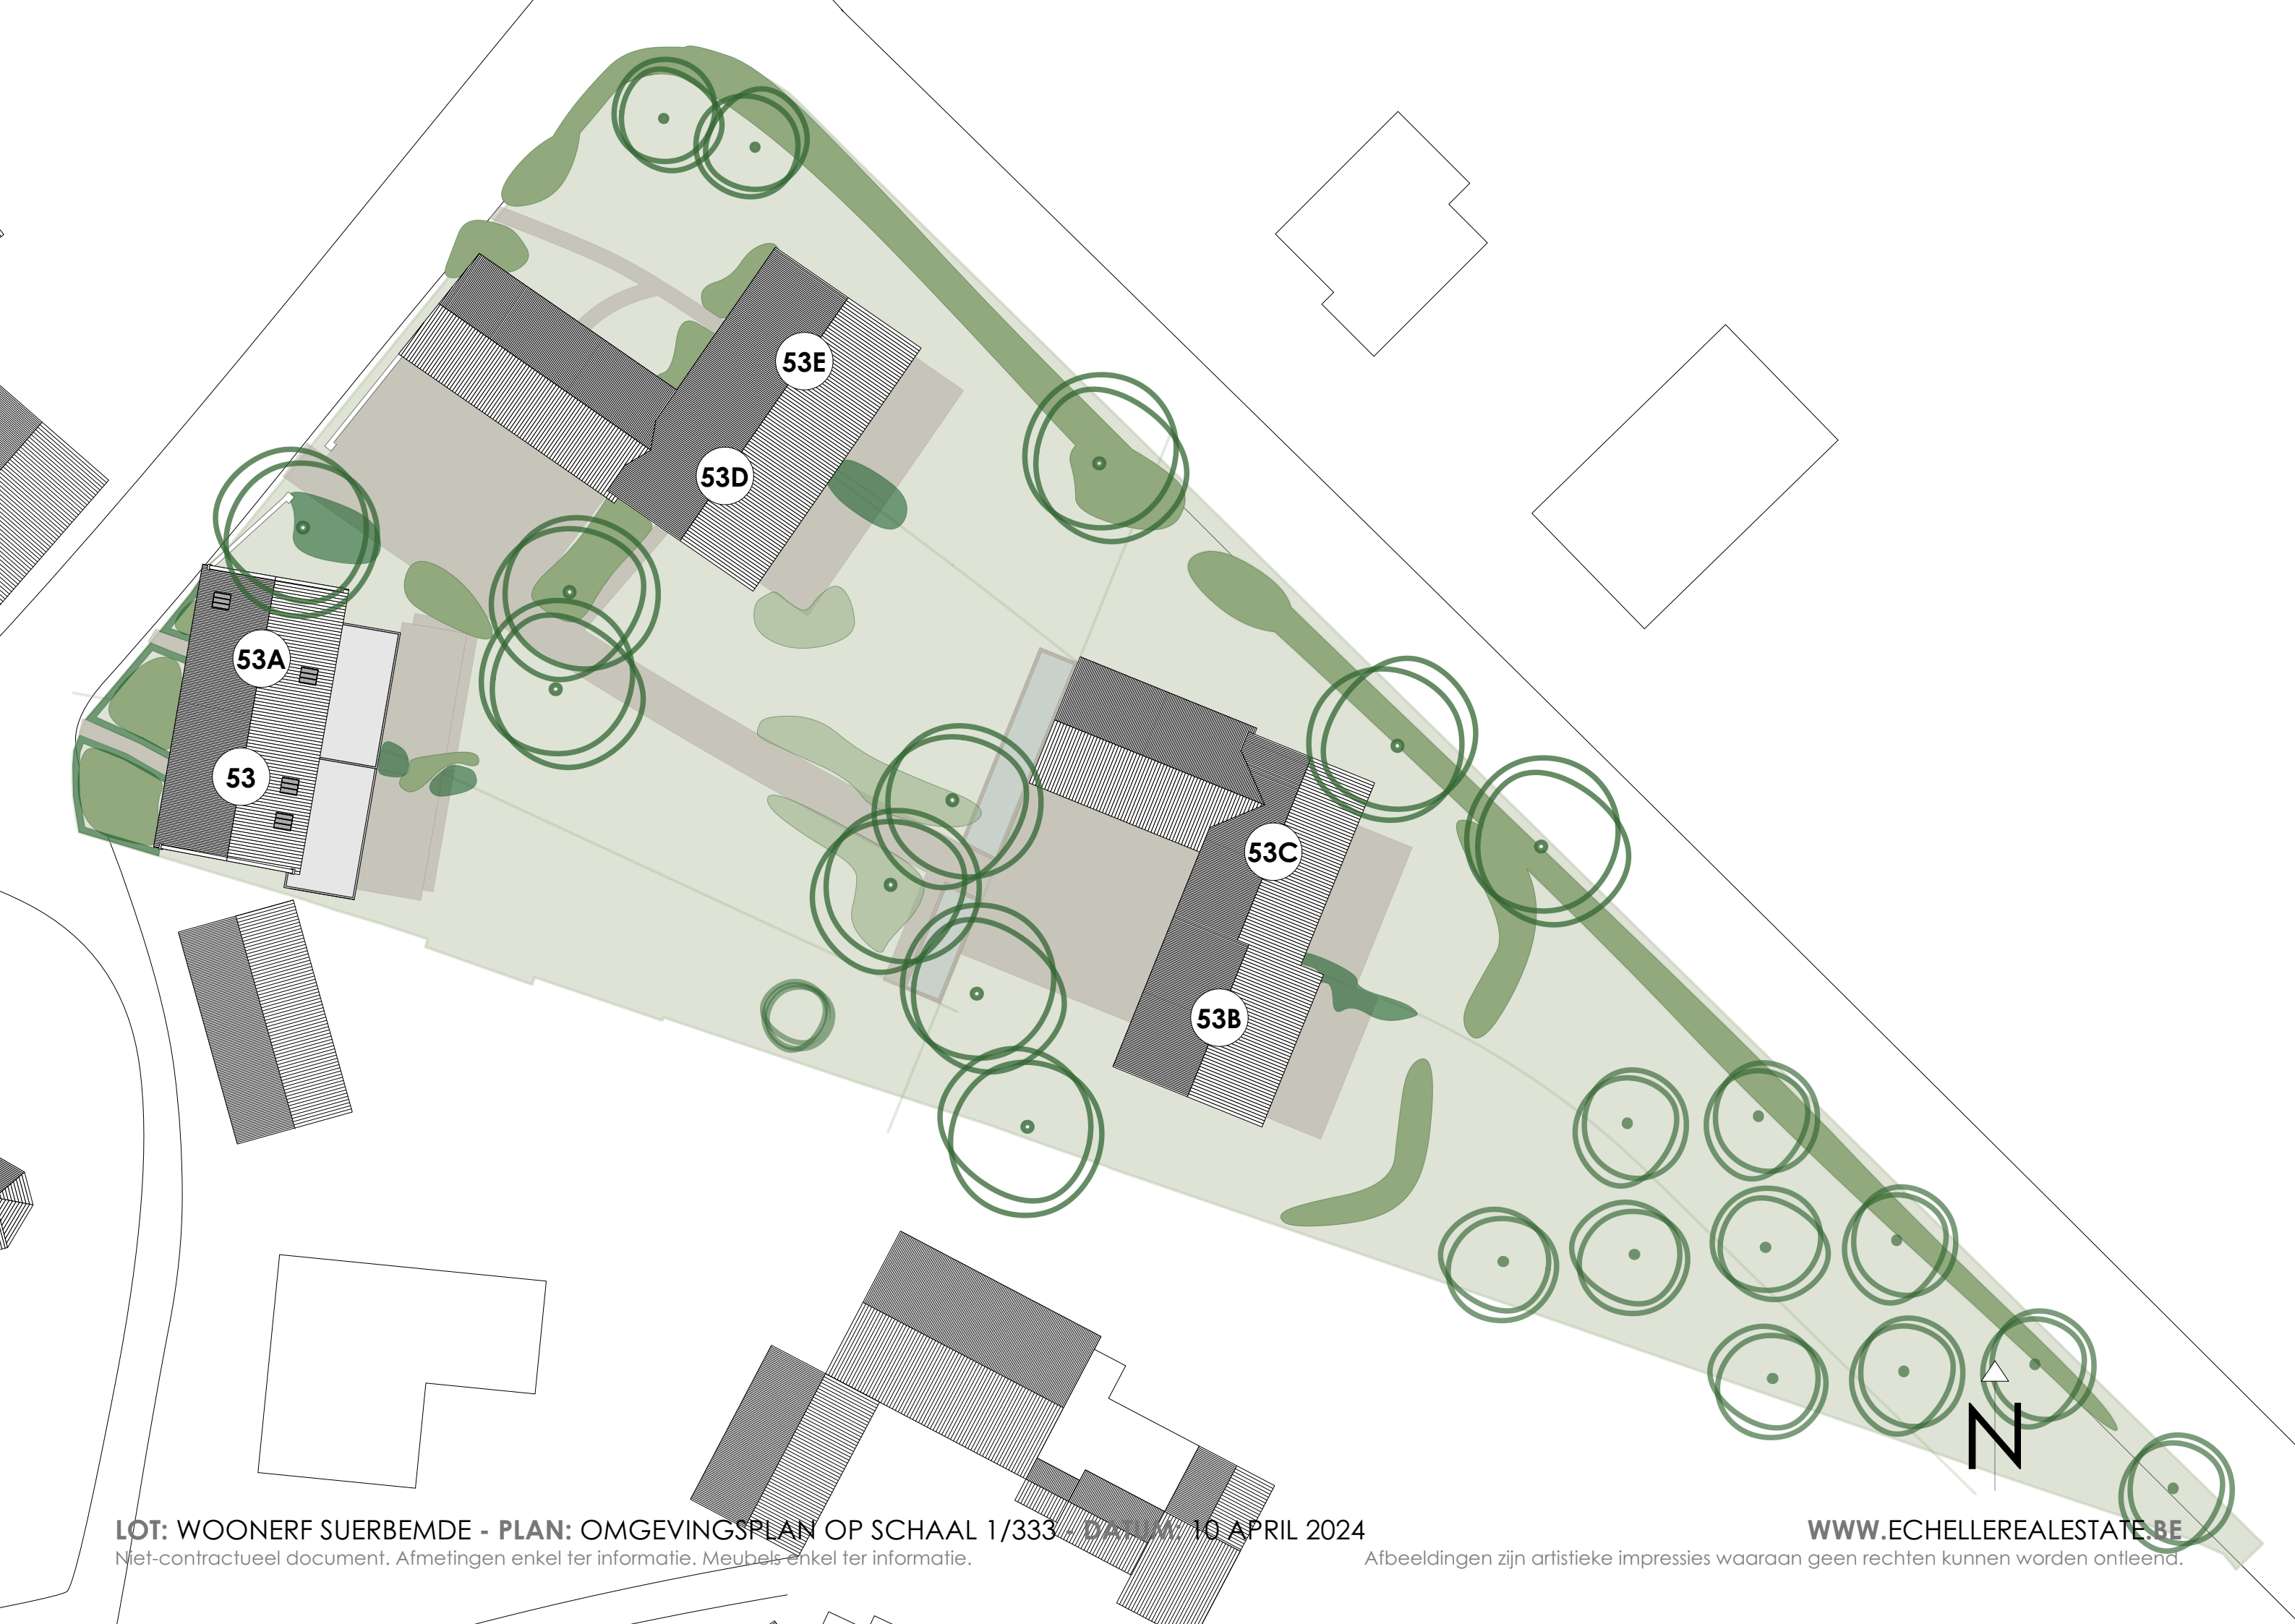 53E
53D
53A
53
53C
53B
N
LOT: WOONERF SUERBEMDE - PLAN: OMGEVINGSPLAN OP SCHAAL 1/333 - DATUM: 10 APRIL 2024
Niet-contractueel document. Afmetingen enkel ter informatie. Meubels enkel ter informatie.
WWW.ECHELLEREALESTATE.BE
Afbeeldingen zijn artistieke impressies waaraan geen rechten kunnen worden ontleend.